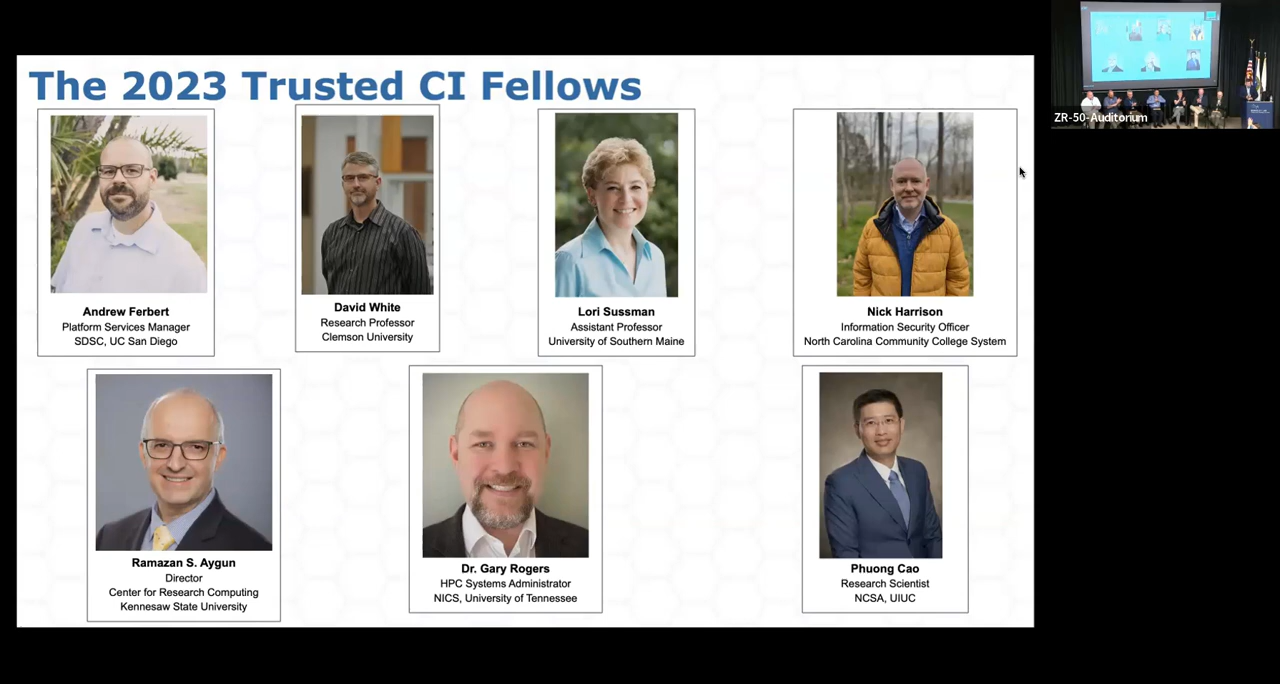 The 2023 Trusted CI Fellows
ZR-50-Auditorium
Andrew Ferbert
Platform Services Manager
SDSC, UC San Diego
David White
Research Professor
Clemson University
Lori Sussman
Assistant Professor
University of Southern Maine
Nick Harrison
Information Security Officer
North Carolina Community College System
Ramazan S. Aygun
Director
Center for Research Computing
Kennesaw State University
Dr. Gary Rogers
HPC Systems Administrator
NICS, University of Tennessee
Phuong Cao
Research Scientist
NCSA, UIUC